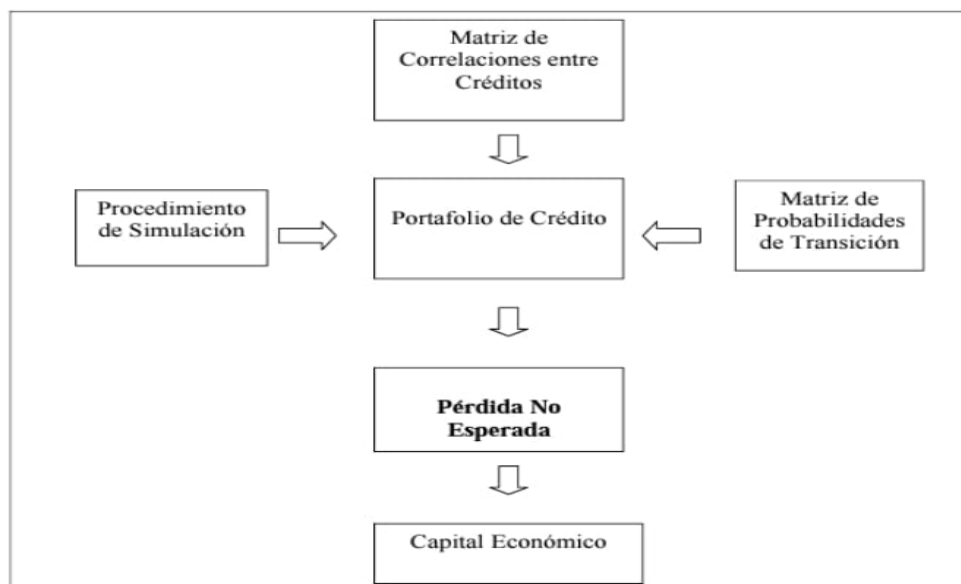 Matriz de
Correlaciones entre
Créditos
Procedimiento
de Simulación
Portafolio de Crédito
Matriz de
Probabilidades
de Transición
Pérdida No
Esperada
Capital Económico